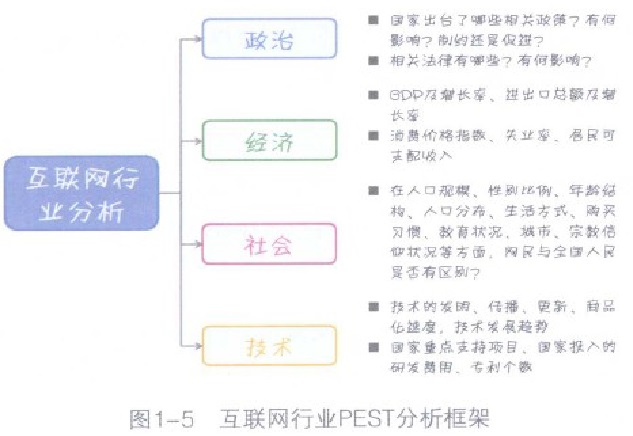 政治
国家出台了哪些相关政策？有何
影响？制约还是促进？
相关法律有哪些？有何影响？
经济
GDP及增长率、进出口总额及增
长率
消费价格指数、失业率、居民可
支配收入
互联网行
业分析
社会
在人口规模、性别比例、年龄结
构、人口分布、生活方式、购买
习惯、教育状况、城市、宗教信
仰状况等方面，网民与全国人民
是否有区别？
技术
技术的发明、传播、更新、商品
化速度，技术发展趋势
国家重点支持项目、国家投入的
研发费用、专利个数
图1-5 互联网行业PEST分析框架